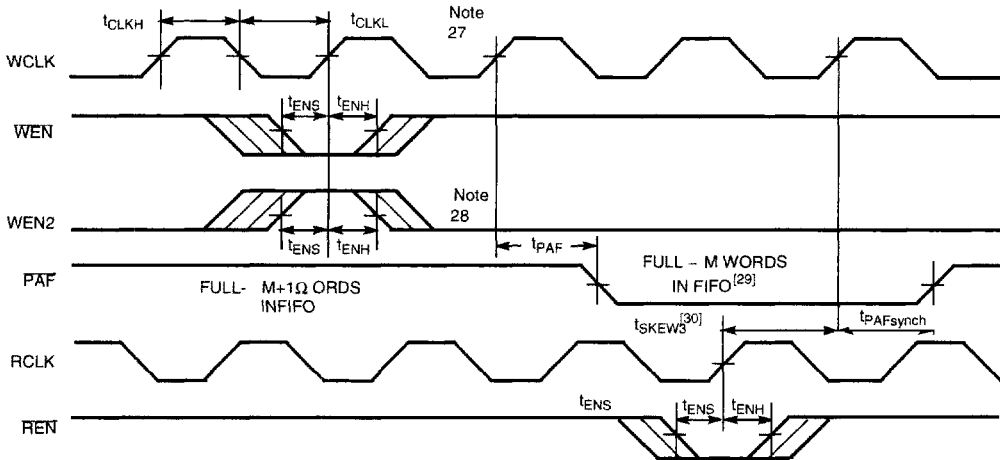 tCLKH
tCLKL
Note
27
WCLK
tENS
tENH
WEN
WEN2
Note
28
tENS
tENH
tPAF
PAF
FULL- M+1Ω ORDS
INFIFO
FULL – M WORDS
IN FIFO[29]
tSKEW3[30]
tPAFsynch
RCLK
tENS
tENS
tENH
REN